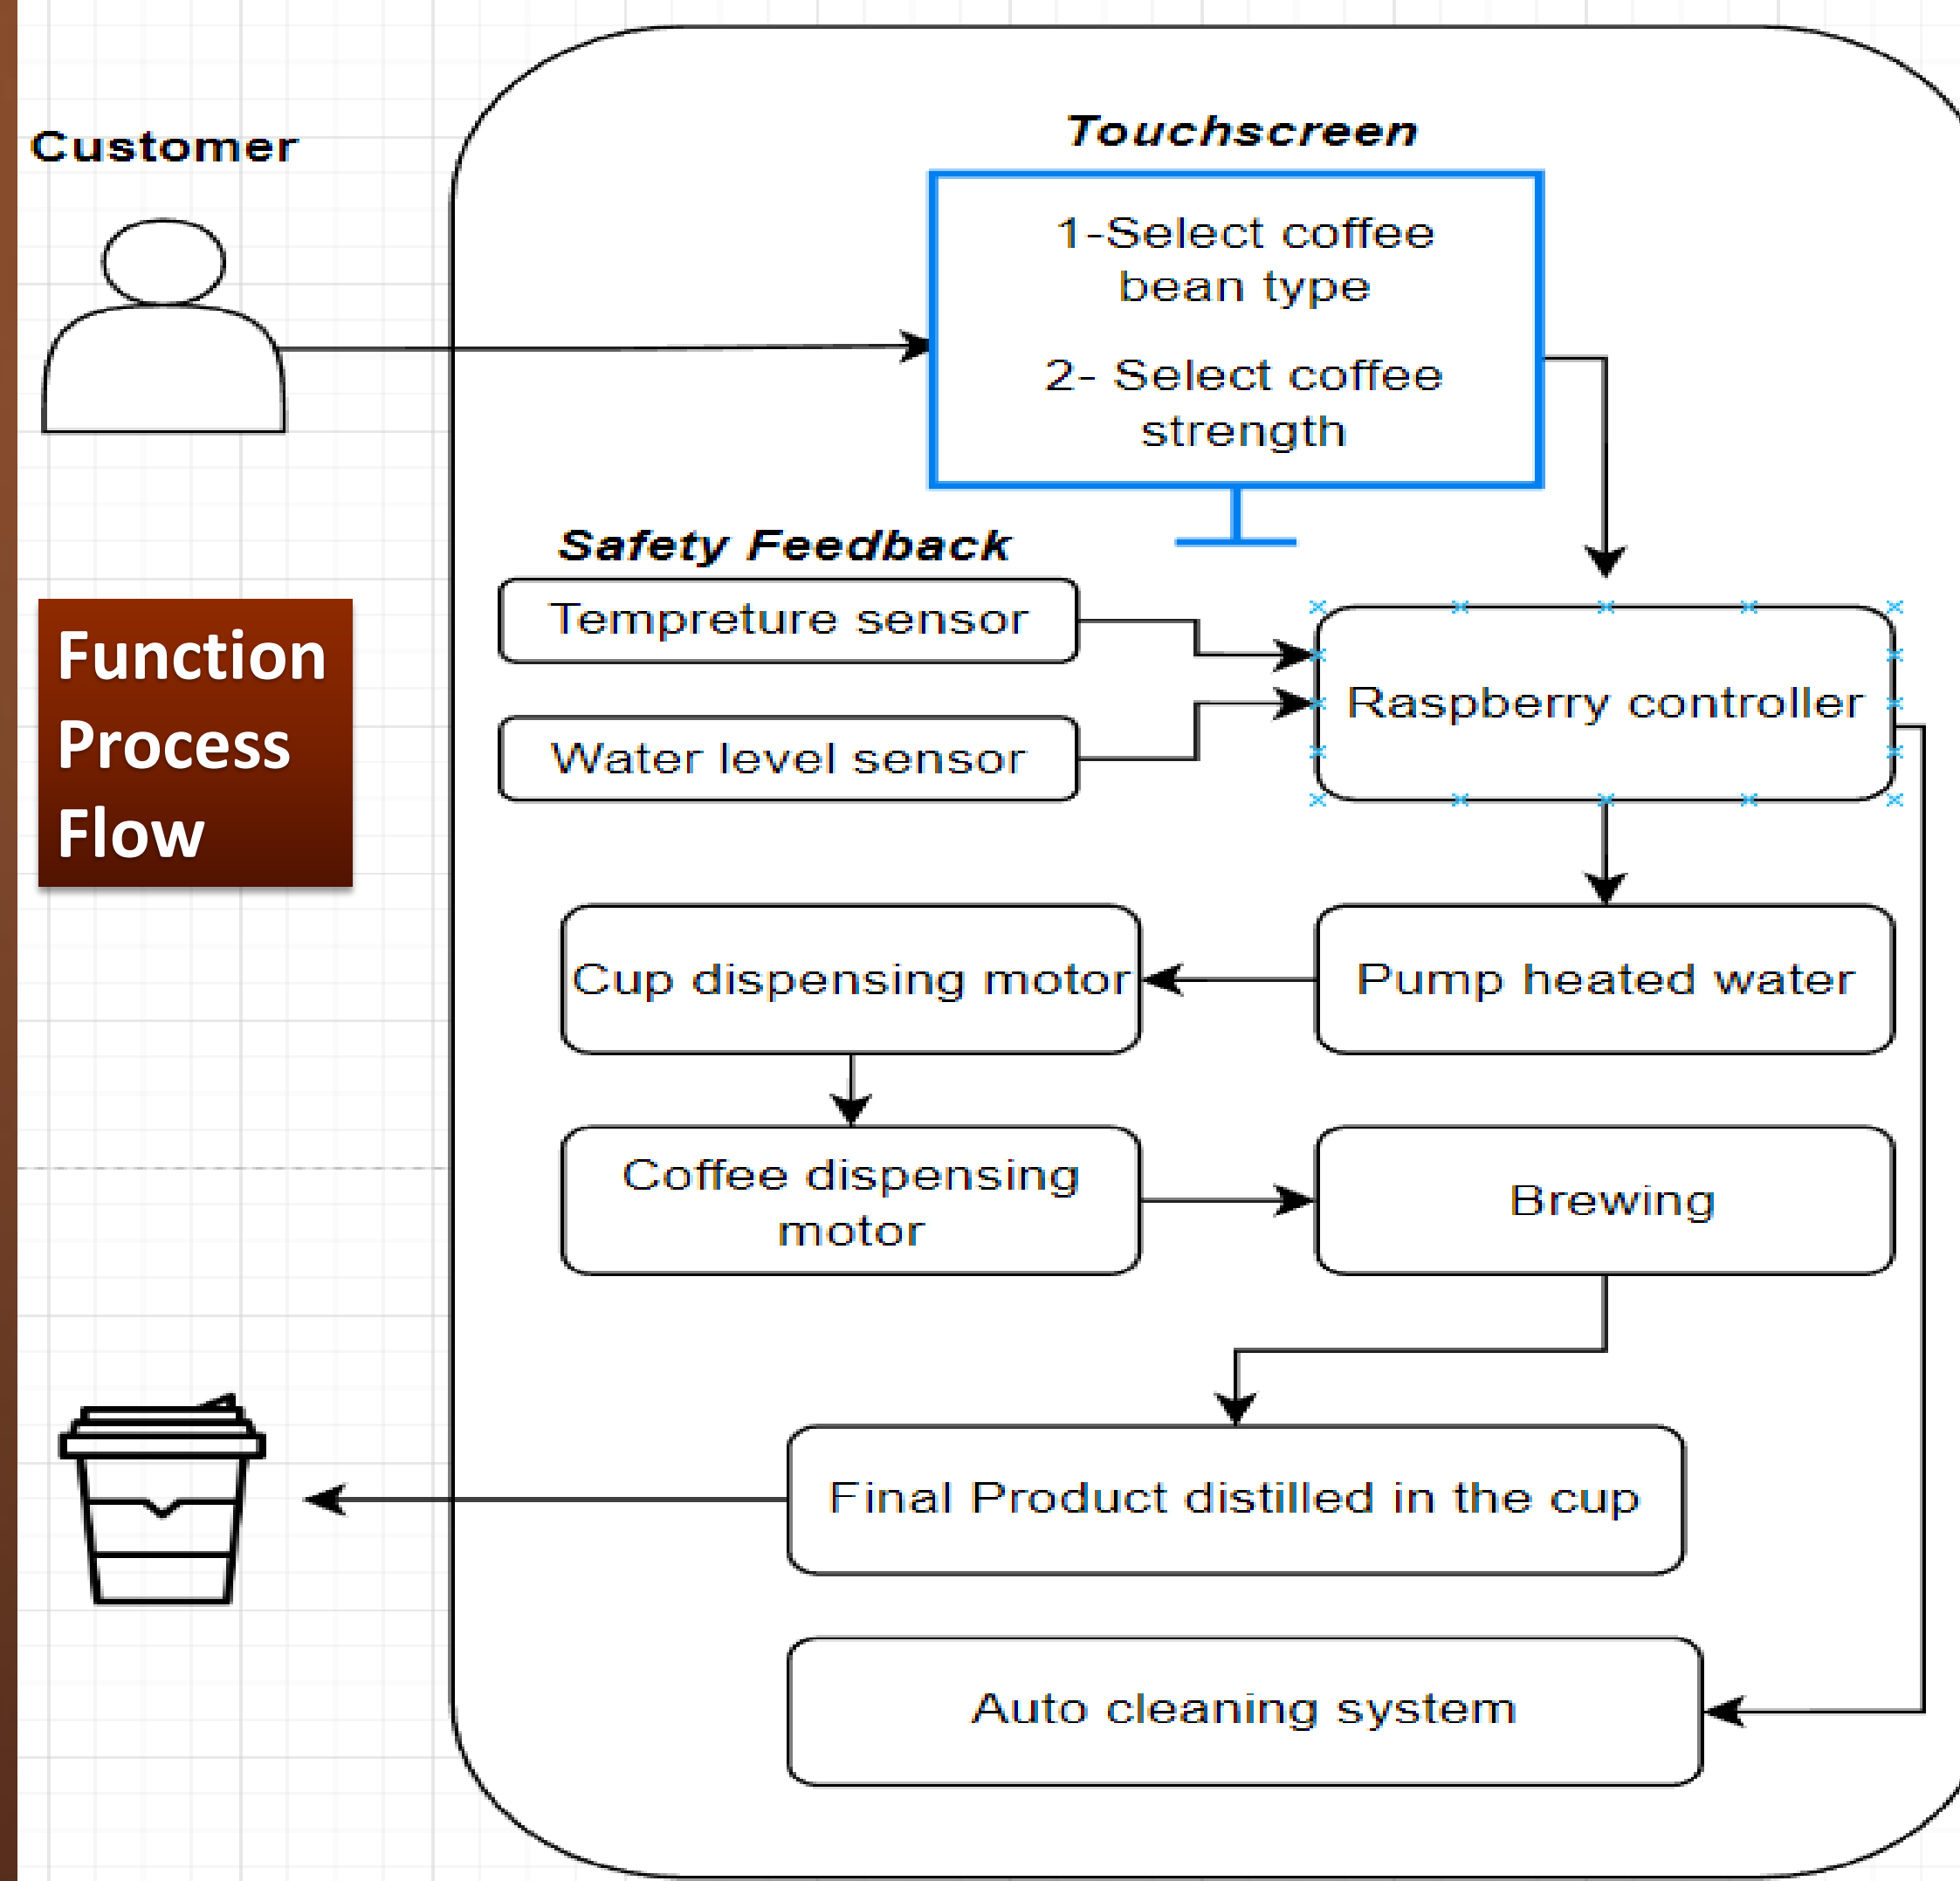 Customer
Touchscreen
1-Select coffee
bean type
2- Select coffee
strength
Safety Feedback
Tempreture sensor
Water level sensor
Raspberry controller
Function
Process
Flow
Cup dispensing motor
Pump heated water
Coffee dispensing
motor
Brewing
Final Product distilled in the cup
Auto cleaning system